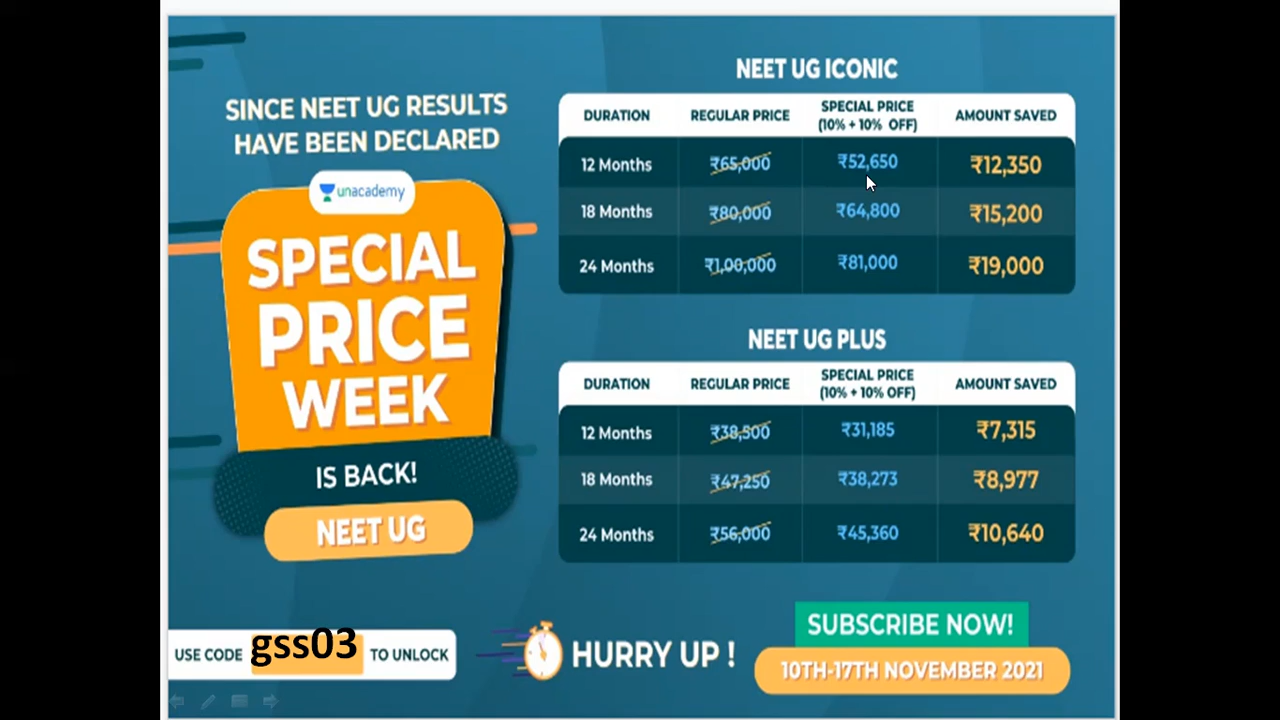 SINCE NEET UG RESULTS
HAVE BEEN DECLARED
unacademy
SPECIAL
PRICE
WEEK
IS BACK!
NEET UG
USE CODE gss03 TO UNLOCK
NEET UG ICONIC
DURATION REGULAR PRICE SPECIAL PRICE (10% + 10% OFF) AMOUNT SAVED
12 Months ₹65,000 ₹52,650 ₹12,350
18 Months ₹80,000 ₹64,800 ₹15,200
24 Months ₹1,00,000 ₹81,000 ₹19,000
NEET UG PLUS
DURATION REGULAR PRICE SPECIAL PRICE (10% + 10% OFF) AMOUNT SAVED
12 Months ₹38,500 ₹31,185 ₹7,315
18 Months ₹47,250 ₹38,273 ₹8,977
24 Months ₹56,000 ₹45,360 ₹10,640
HURRY UP !
SUBSCRIBE NOW!
10TH-17TH NOVEMBER 2021